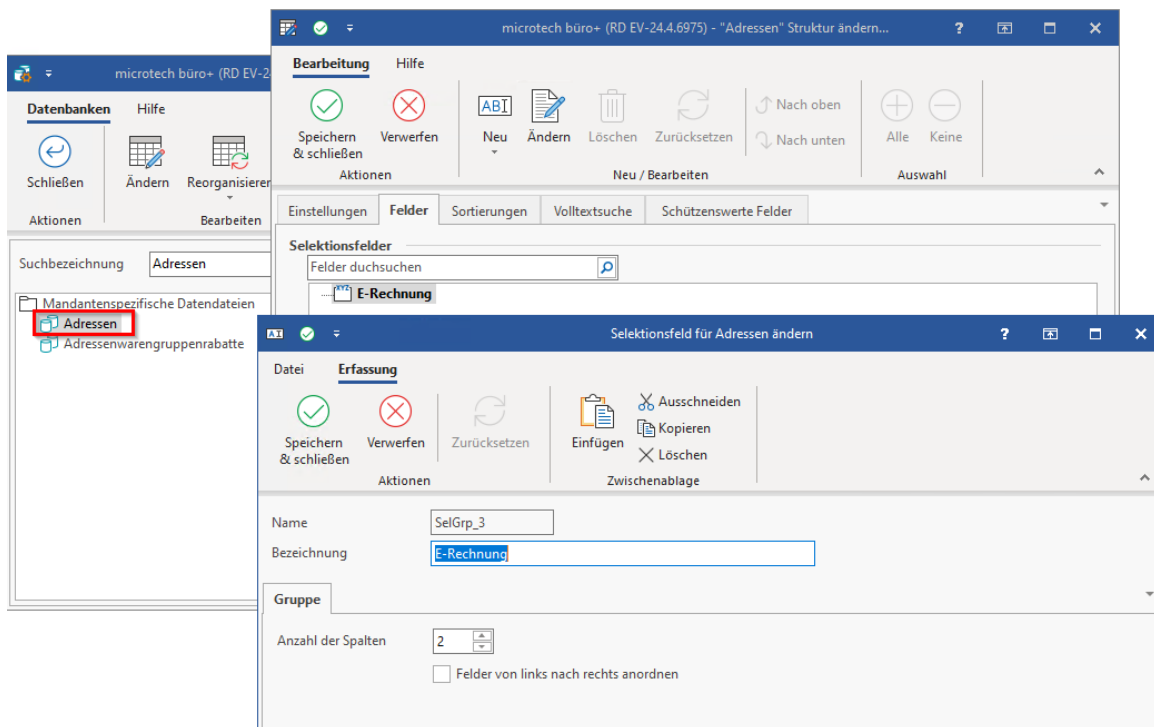 microtech büro+ (RD EV-24.4.6975) - "Adressen" Struktur ändern...
?
Bearbeitung Hilfe
Speichern & schließen
Verwerfen
Aktionen
Neu
Ändern
Löschen
Zurücksetzen
Nach oben
Nach unten
Neu / Bearbeiten
Alle
Keine
Auswahl
Einstellungen Felder Sortierungen Volltextsuche Schützenswerte Felder
Selektionsfelder
Felder duchsuchen
E-Rechnung
microtech büro+ (RD EV-2
Datenbanken Hilfe
Schließen
Aktionen
Ändern
Reorganisieren
Bearbeiten
Suchbezeichnung Adressen
Mandantenspezifische Datendateien
Adressen
Adressenwarengruppenrabatte
Selektionsfeld für Adressen ändern
?
Datei Erfassung
Speichern & schließen
Verwerfen
Zurücksetzen
Aktionen
Einfügen
Ausschneiden
Kopieren
Löschen
Zwischenablage
Name SelGrp_3
Bezeichnung E-Rechnung
Gruppe
Anzahl der Spalten 2
Felder von links nach rechts anordnen